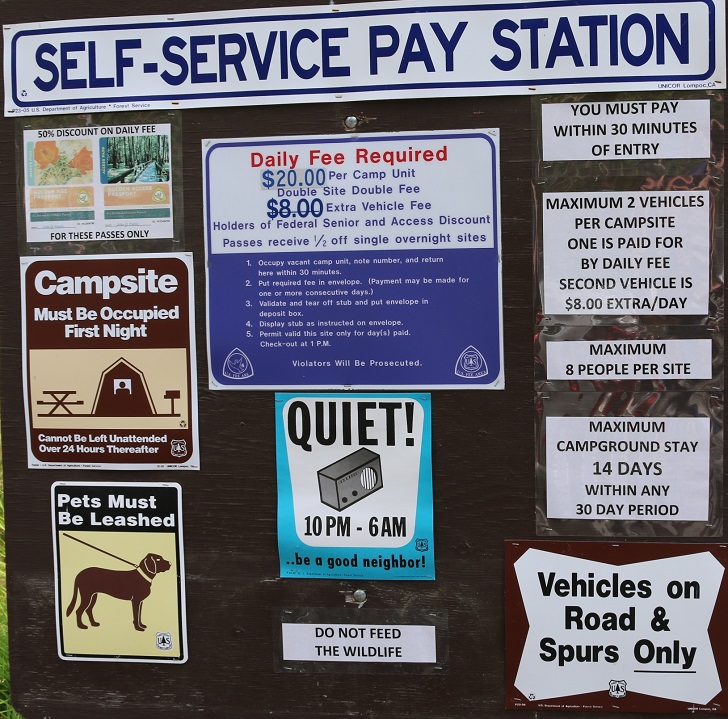 SELF-SERVICE PAY STATION
U.S. Department of Agriculture * Forest Service
UNICOR Lompoc, CA
50% DISCOUNT ON DAILY FEE
FOR THESE PASSES ONLY
Campsite
Must Be Occupied
First Night
Cannot Be Left Unattended
Over 24 Hours Thereafter
Pets Must
Be Leashed
Daily Fee Required
$20.00 Per Camp Unit
Double Site Double Fee
$8.00 Extra Vehicle Fee
Holders of Federal Senior and Access Discount
Passes receive ½ off single overnight sites
1. Occupy vacant camp unit, note number, and return
here within 30 minutes.
2. Put required fee in envelope. (Payment may be made for
one or more consecutive days.)
3. Validate and tear off stub and put envelope in
deposit box.
4. Display stub as instructed on envelope.
5. Permit valid this site only for day(s) paid.
Check-out at 1 P.M.
Violators Will Be Prosecuted.
QUIET!
10 PM - 6 AM
..be a good neighbor!
DO NOT FEED
THE WILDLIFE
YOU MUST PAY
WITHIN 30 MINUTES
OF ENTRY
MAXIMUM 2 VEHICLES
PER CAMPSITE
ONE IS PAID FOR
BY DAILY FEE
SECOND VEHICLE IS
$8.00 EXTRA/DAY
MAXIMUM
8 PEOPLE PER SITE
MAXIMUM
CAMPGROUND STAY
14 DAYS
WITHIN ANY
30 DAY PERIOD
Vehicles on
Road &
Spurs Only